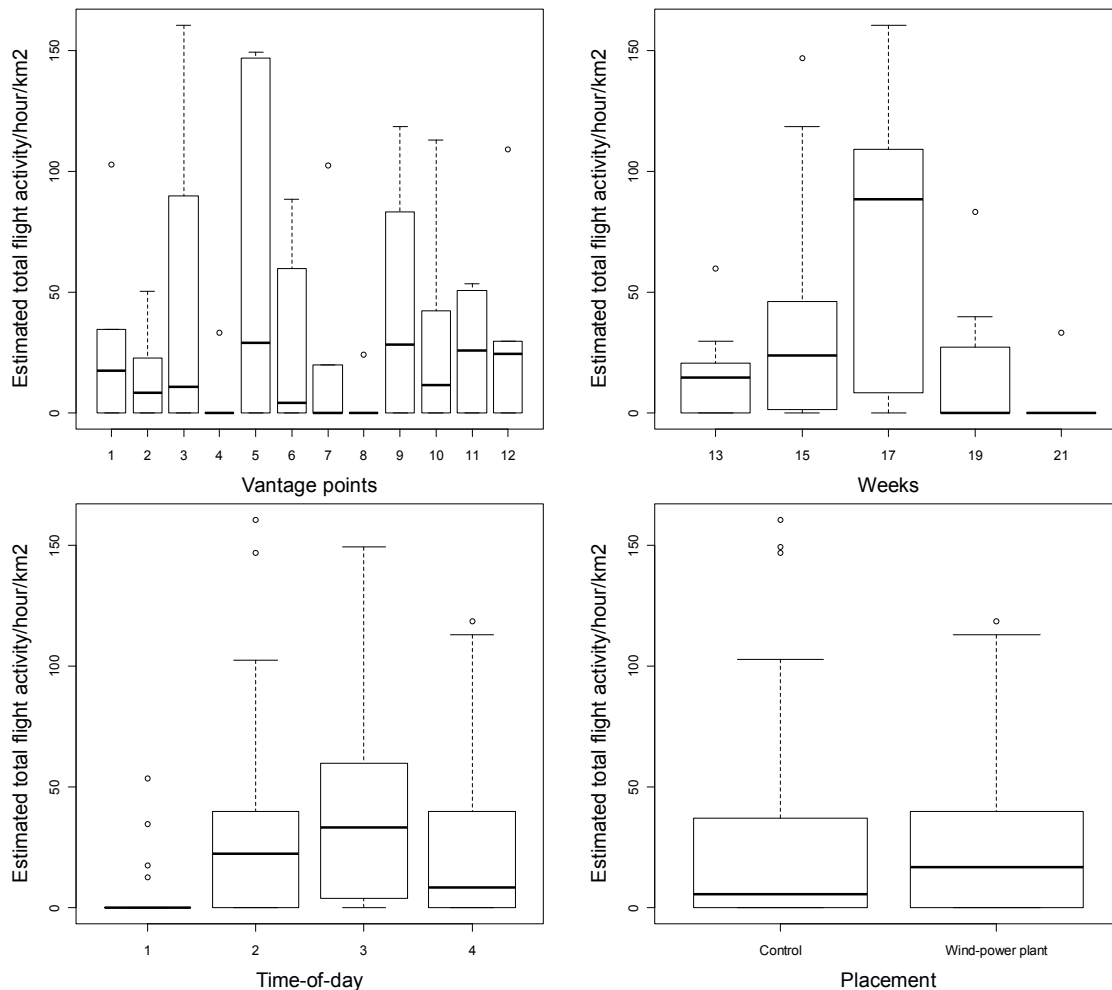 Estimated total flight activity/hour/km2
150
100
50
0
1 2 3 4 5 6 7 8 9 10 11 12
Vantage points
Estimated total flight activity/hour/km2
150
100
50
0
13 15 17 19 21
Weeks
Estimated total flight activity/hour/km2
150
100
50
0
1 2 3 4
Time-of-day
Estimated total flight activity/hour/km2
150
100
50
0
Control Wind-power plant
Placement